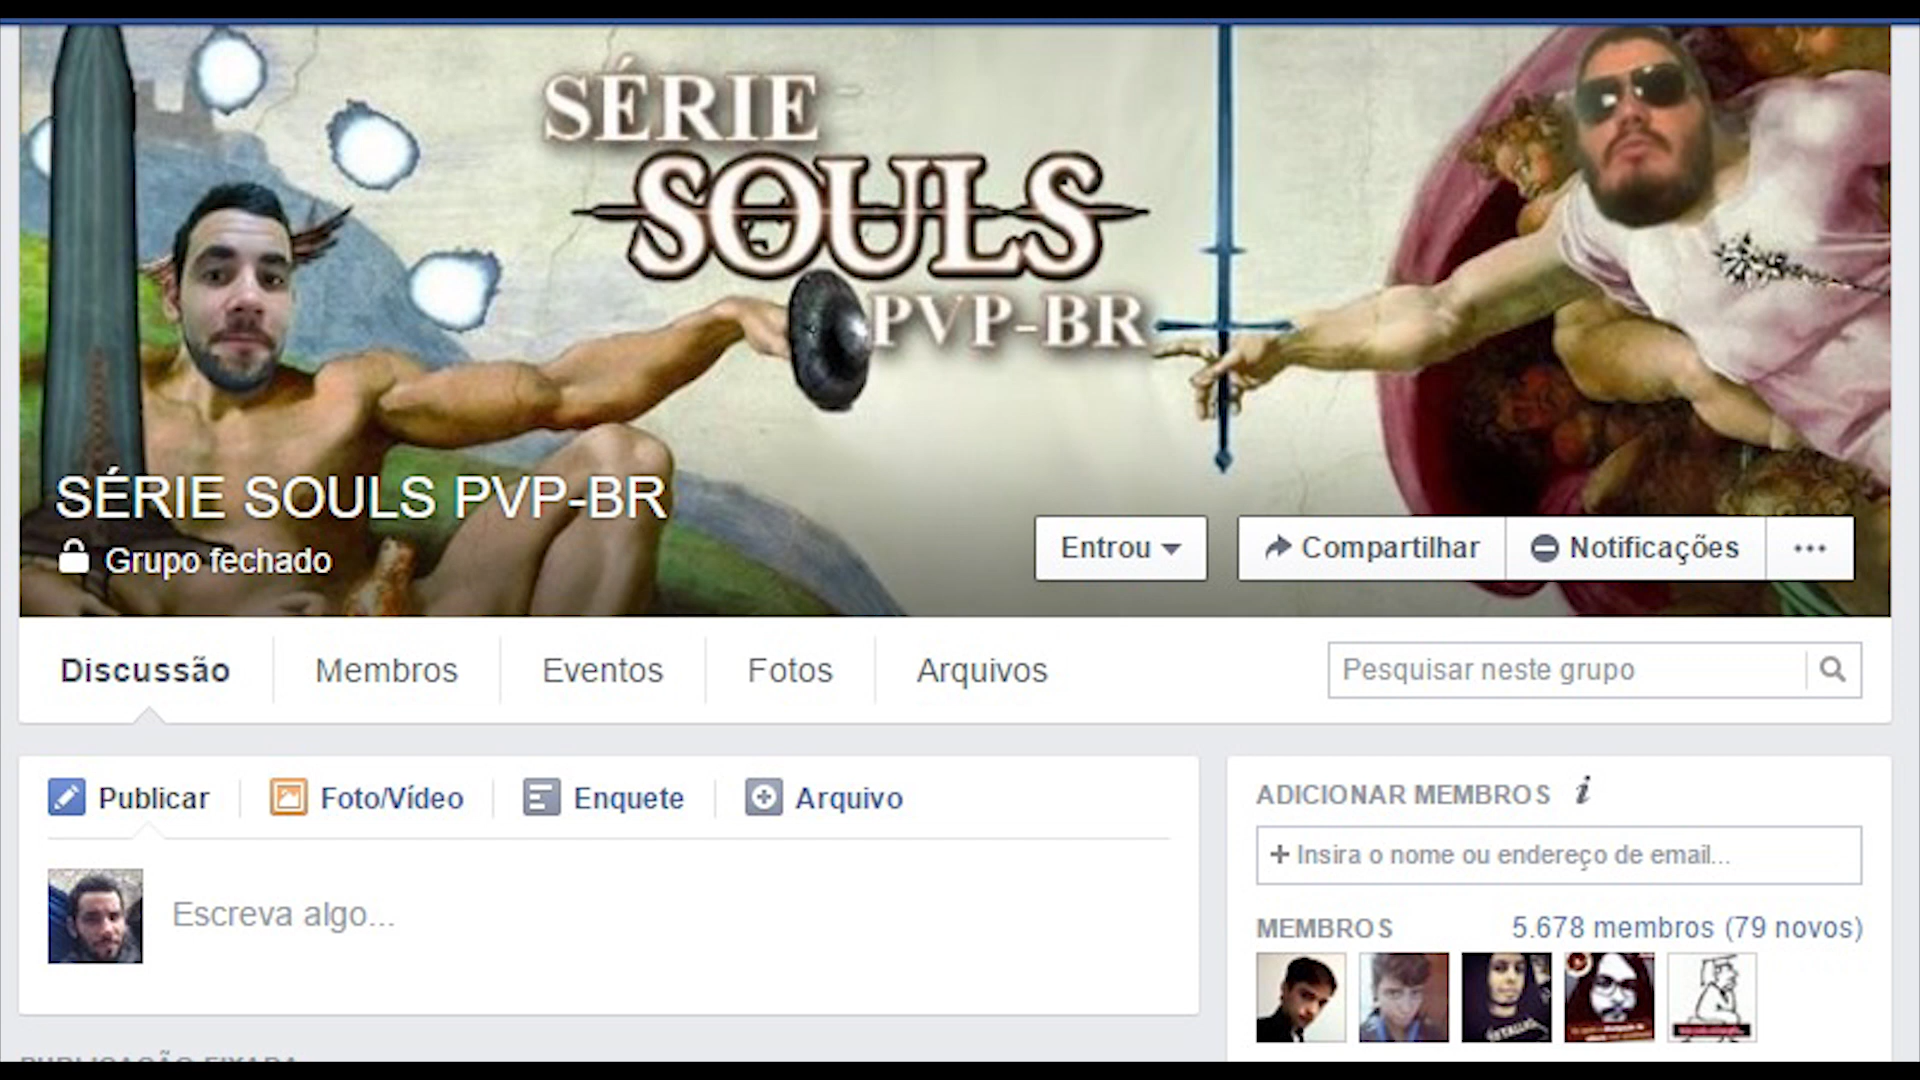 SÉRIE
SOULS
PVP-BR
SÉRIE SOULS PVP-BR
Grupo fechado
Entrou
Compartilhar
Notificações
Discussão
Membros
Eventos
Fotos
Arquivos
Pesquisar neste grupo
Publicar
Foto/Vídeo
Enquete
Arquivo
Escreva algo...
ADICIONAR MEMBROS
+ Insira o nome ou endereço de email...
MEMBROS 5.678 membros (79 novos)
PUBLICAÇÃO FIXADA